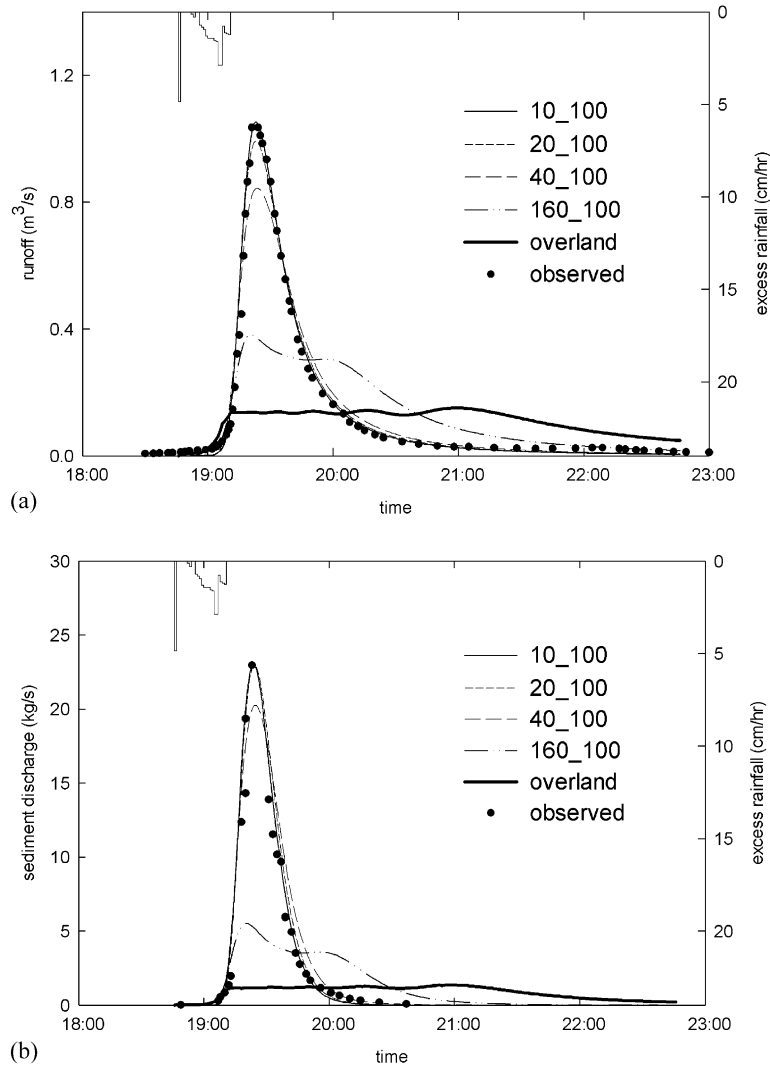 0
5
10
15
20
excess rainfall (cm/hr)
1.2
0.8
0.4
0.0
runoff (m3/s)
10_100
20_100
40_100
160_100
overland
observed
18:00 19:00 20:00 21:00 22:00 23:00
time
(a)
30
25
20
15
10
5
0
sediment discharge (kg/s)
0
5
10
15
20
excess rainfall (cm/hr)
10_100
20_100
40_100
160_100
overland
observed
18:00 19:00 20:00 21:00 22:00 23:00
time
(b)